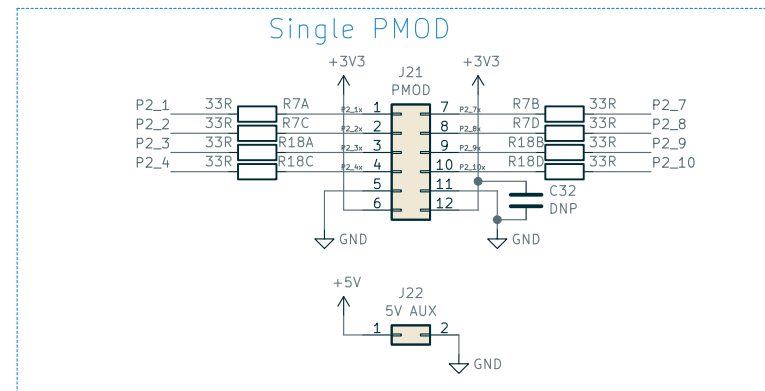 Single PMOD
+3V3 +3V3
J21
PMOD
P2_1 33R R7A P2_1x 1 7 P2_7x R7B 33R P2_7
P2_2 33R R7C P2_2x 2 8 P2_8x R7D 33R P2_8
P2_3 33R R18A P2_3x 3 9 P2_9x R18B 33R P2_9
P2_4 33R R18C P2_4x 4 10 P2_10x R18D 33R P2_10
5 11 C32
6 12 DNP
GND GND
+5V
J22
5V AUX
1 2
GND